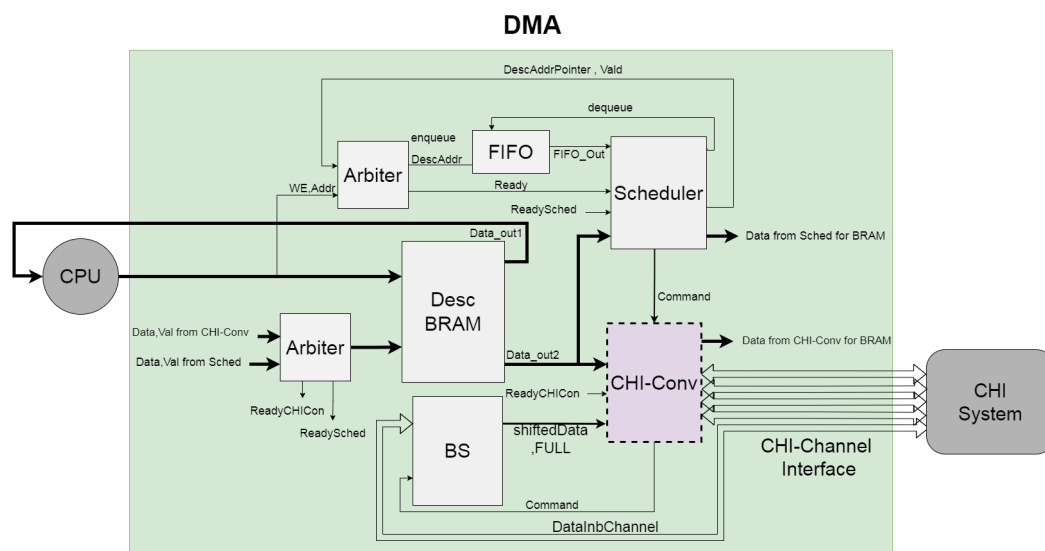 DMA
DescAddrPointer , Vald
dequeue
enqueue
FIFO
DescAddr
FIFO_Out
Arbiter
WE,Addr
Ready
Scheduler
ReadySched
Data_out1
Data from Sched for BRAM
CPU
Desc
BRAM
Command
Data,Val from CHI-Conv
Arbiter
Data,Val from Sched
Data_out2
Data from CHI-Conv for BRAM
CHI-Conv
ReadyCHICon
ReadyCHICon
ReadySched
CHI
System
BS
shiftedData
,FULL
CHI-Channel
Interface
Command
DataInbChannel